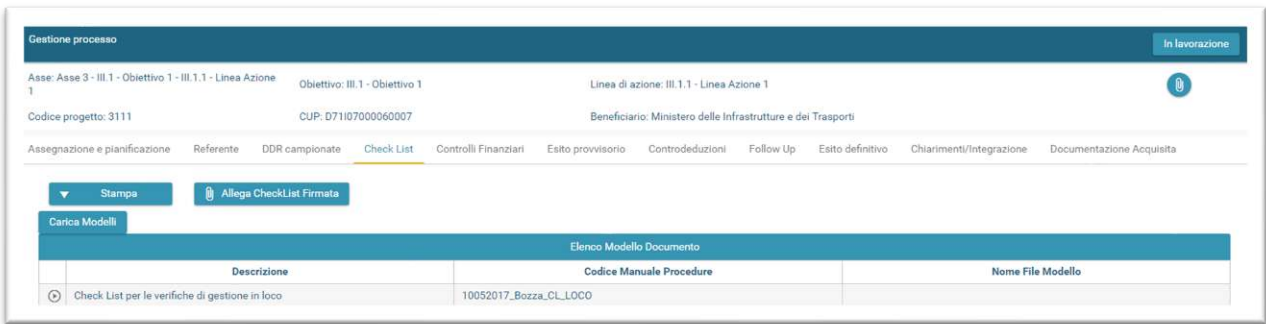 Gestione processo
In lavorazione
Asse: Asse 3 - III.1 - Obiettivo 1 - III.1.1 - Linea Azione
1
Obiettivo: III.1 - Obiettivo 1
Linea di azione: III.1.1 - Linea Azione 1
Codice progetto: 3111
CUP: D71I07000060007
Beneficiario: Ministero delle Infrastrutture e dei Trasporti
Assegnazione e pianificazione Referente DDR campionate Check List Controlli Finanziari Esito provvisorio Controdeduzioni Follow Up Esito definitivo Chiarimenti/Integrazione Documentazione Acquisita
Stampa
Allega CheckList Firmata
Carica Modelli
Elenco Modello Documento
Descrizione Codice Manuale Procedure Nome File Modello
Check List per le verifiche di gestione in loco 10052017_Bozza_CL_LOCO